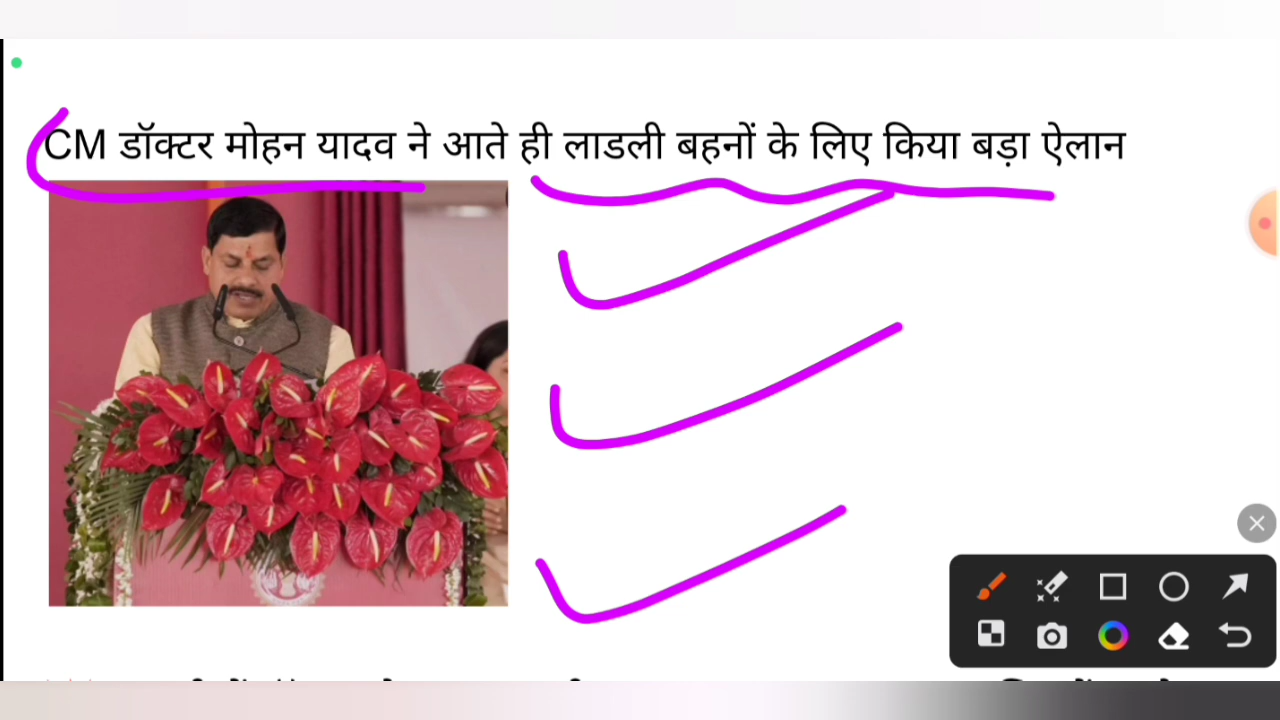 CM डॉक्टर मोहन यादव ने आते ही लाडली बहनों के लिए किया बड़ा ऐलान